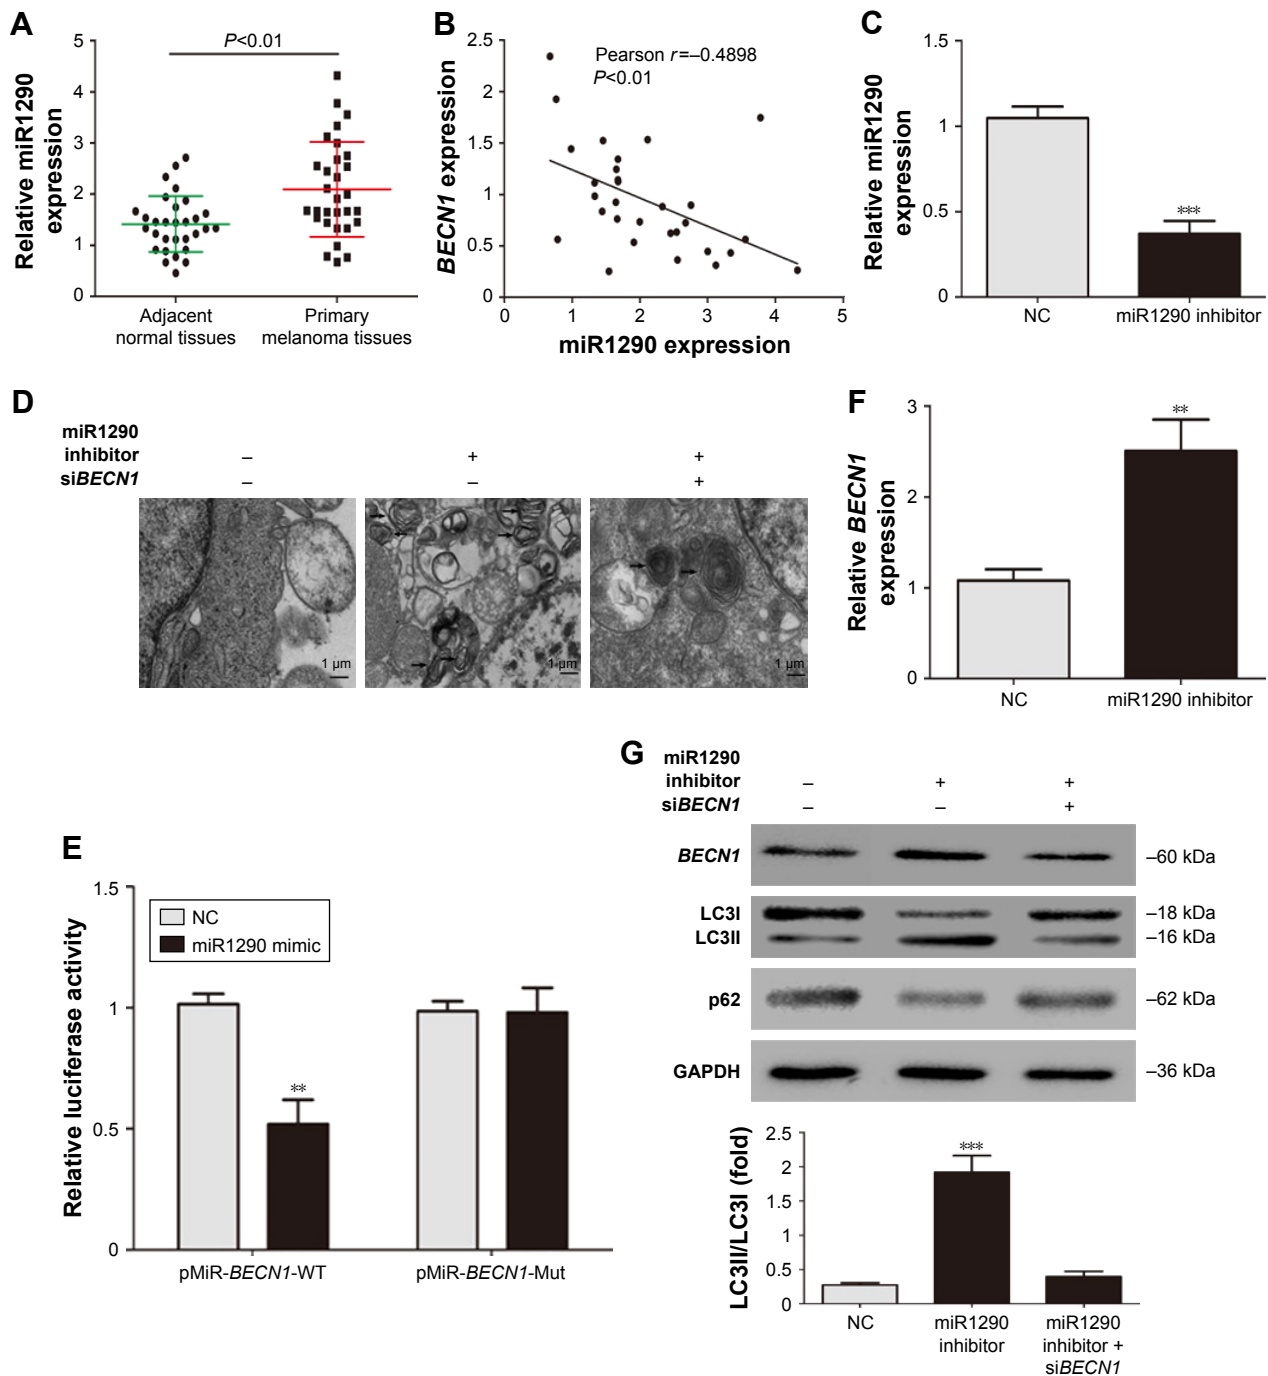 A
P<0.01
Relative miR1290
expression
5
4
3
2
1
0
Adjacent
normal tissues
Primary
melanoma tissues
B
Pearson r=–0.4898
P<0.01
BECN1 expression
2.5
2
1.5
1
0.5
0
0
1
2
3
4
5
miR1290 expression
C
Relative miR1290
expression
1.5
1
0.5
0
***
NC
miR1290 inhibitor
D
miR1290
inhibitor – + +
siBECN1 – – +
1 µm
1 µm
1 µm
F
Relative BECN1
expression
3
2
1
0
**
NC
miR1290 inhibitor
E
Relative luciferase activity
1.5
1
0.5
0
NC
miR1290 mimic
**
pMiR-BECN1-WT
pMiR-BECN1-Mut
G
miR1290
inhibitor – + +
siBECN1 – – +
BECN1 –60 kDa
LC3I –18 kDa
LC3II –16 kDa
p62 –62 kDa
GAPDH –36 kDa
LC3II/LC3I (fold)
2.5
2
1.5
1
0.5
0
***
NC
miR1290
inhibitor
miR1290
inhibitor +
siBECN1